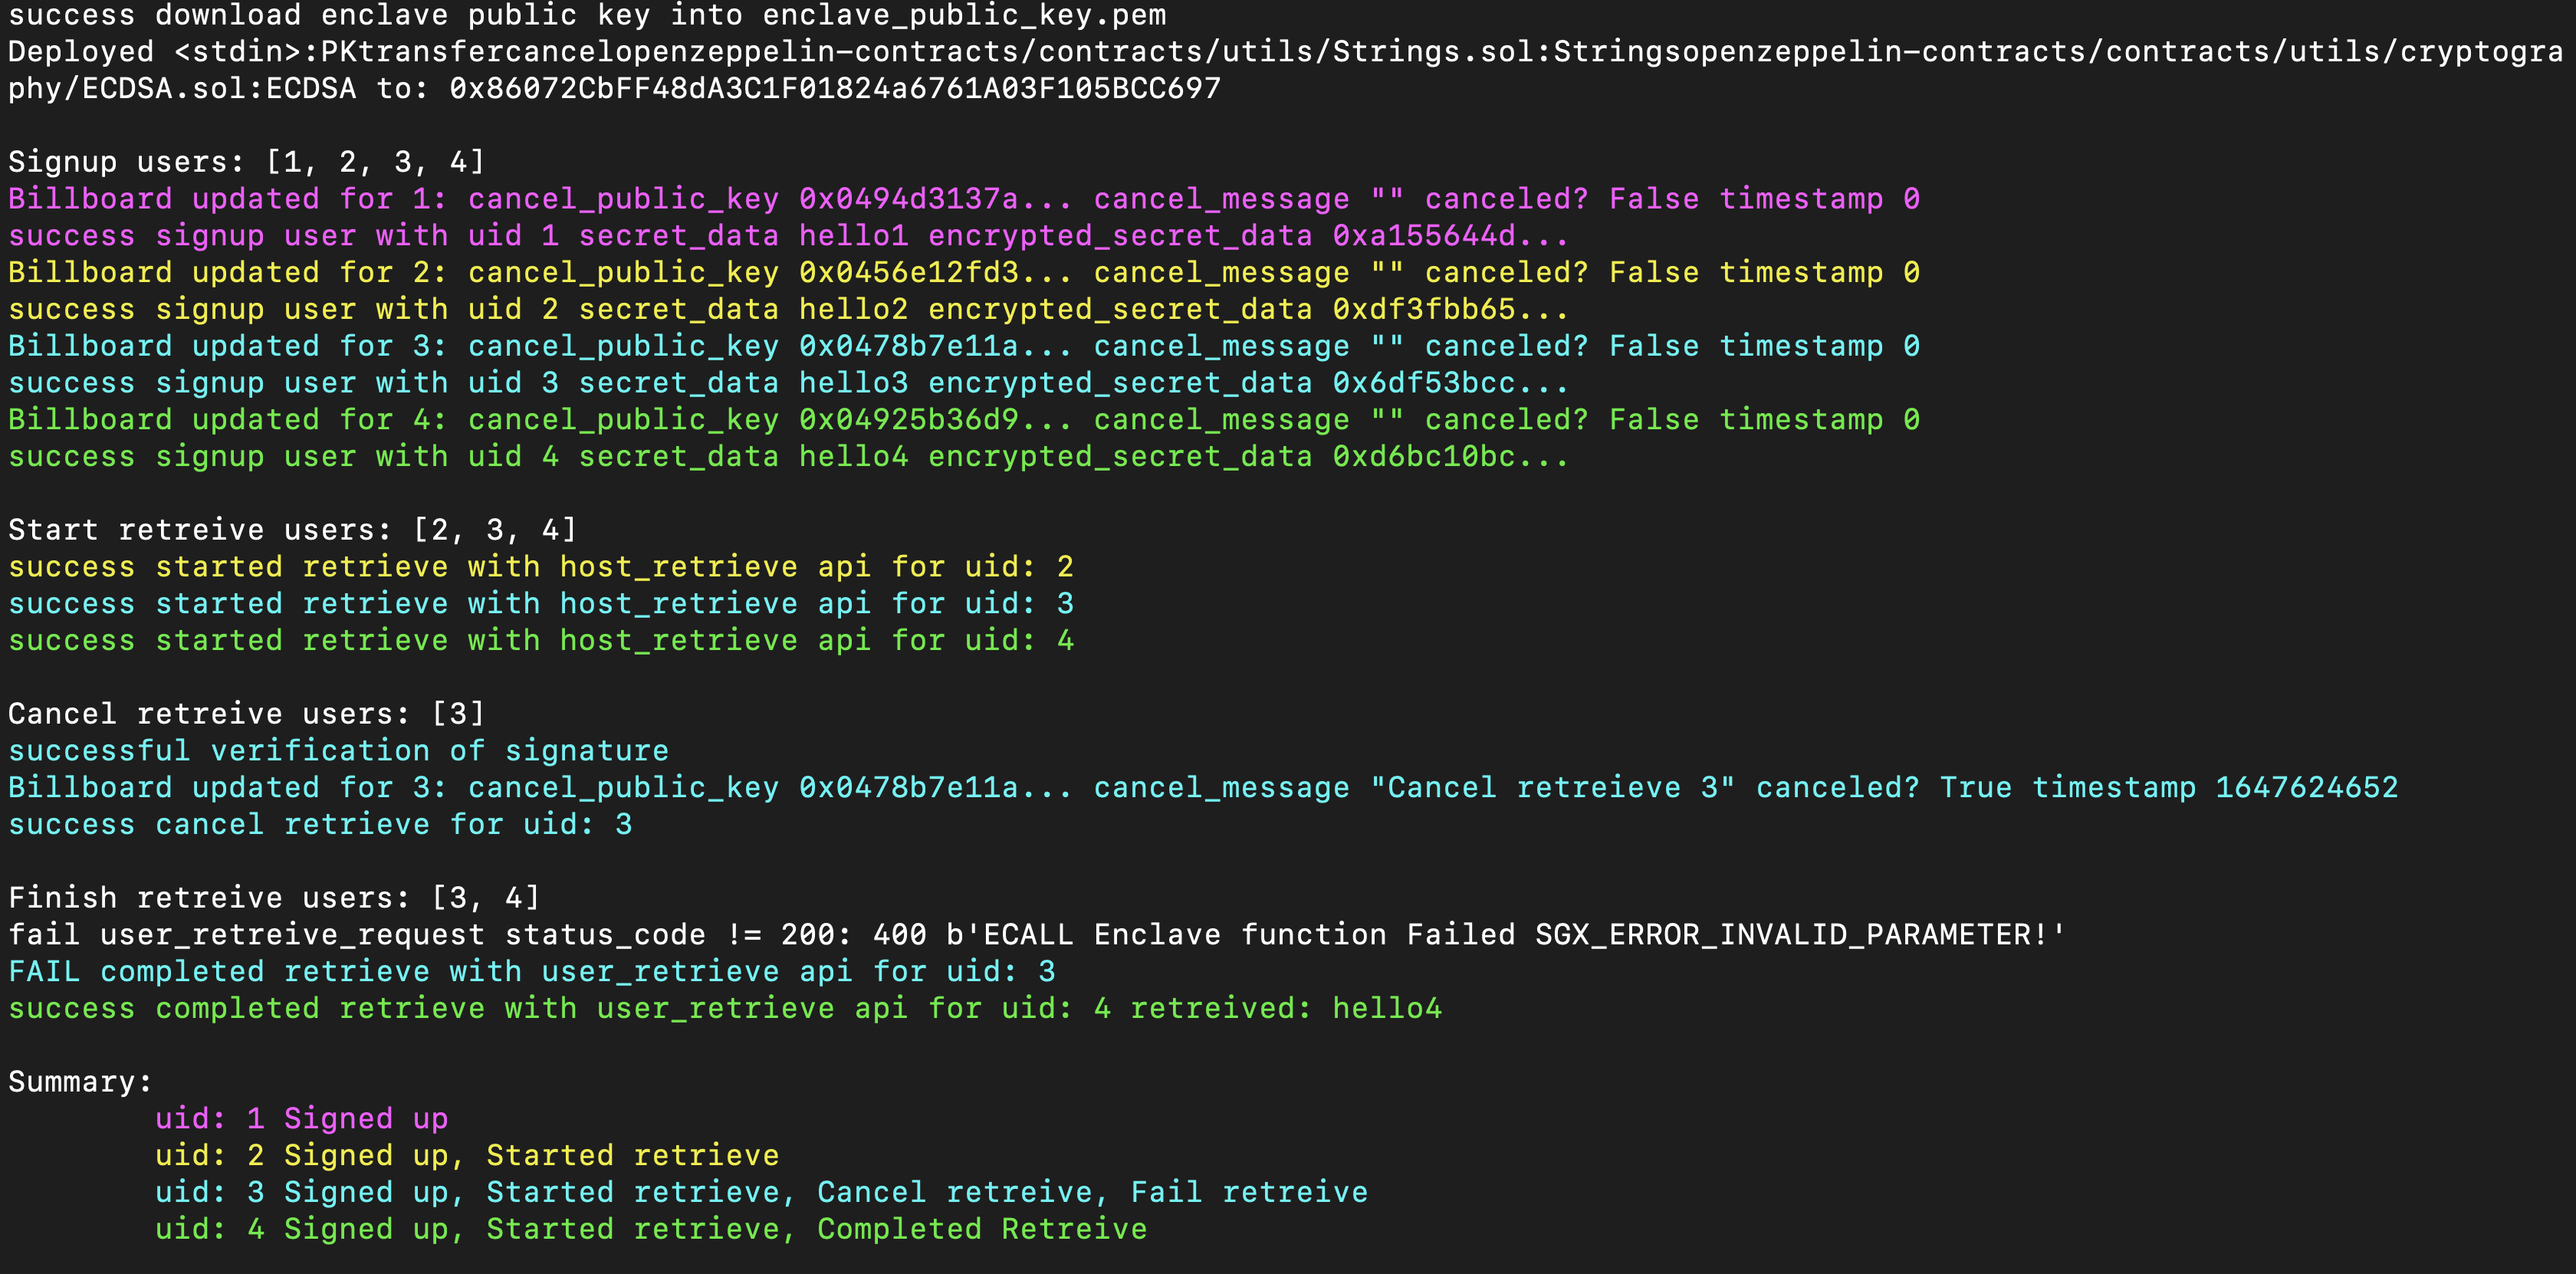 success download enclave public key into enclave_public_key.pem
Deployed <stdin>:PKtransfercancelopenzeppelin-contracts/contracts/utils/Strings.sol:Stringsopenzeppelin-contracts/contracts/utils/cryptogra
phy/ECDSA.sol:ECDSA to: 0x86072CbFF48dA3C1F01824a6761A03F105BCC697
Signup users: [1, 2, 3, 4]
Billboard updated for 1: cancel_public_key 0x0494d3137a... cancel_message "" canceled? False timestamp 0
success signup user with uid 1 secret_data hello1 encrypted_secret_data 0xa155644d...
Billboard updated for 2: cancel_public_key 0x0456e12fd3... cancel_message "" canceled? False timestamp 0
success signup user with uid 2 secret_data hello2 encrypted_secret_data 0xdf3fbb65...
Billboard updated for 3: cancel_public_key 0x0478b7e11a... cancel_message "" canceled? False timestamp 0
success signup user with uid 3 secret_data hello3 encrypted_secret_data 0x6df53bcc...
Billboard updated for 4: cancel_public_key 0x04925b36d9... cancel_message "" canceled? False timestamp 0
success signup user with uid 4 secret_data hello4 encrypted_secret_data 0xd6bc10bc...
Start retreive users: [2, 3, 4]
success started retrieve with host_retrieve api for uid: 2
success started retrieve with host_retrieve api for uid: 3
success started retrieve with host_retrieve api for uid: 4
Cancel retreive users: [3]
successful verification of signature
Billboard updated for 3: cancel_public_key 0x0478b7e11a... cancel_message "Cancel retreieve 3" canceled? True timestamp 1647624652
success cancel retrieve for uid: 3
Finish retreive users: [3, 4]
fail user_retreive_request status_code != 200: 400 b'ECALL Enclave function Failed SGX_ERROR_INVALID_PARAMETER!'
FAIL completed retrieve with user_retrieve api for uid: 3
success completed retrieve with user_retrieve api for uid: 4 retreived: hello4
Summary:
uid: 1 Signed up
uid: 2 Signed up, Started retrieve
uid: 3 Signed up, Started retrieve, Cancel retreive, Fail retreive
uid: 4 Signed up, Started retrieve, Completed Retreive